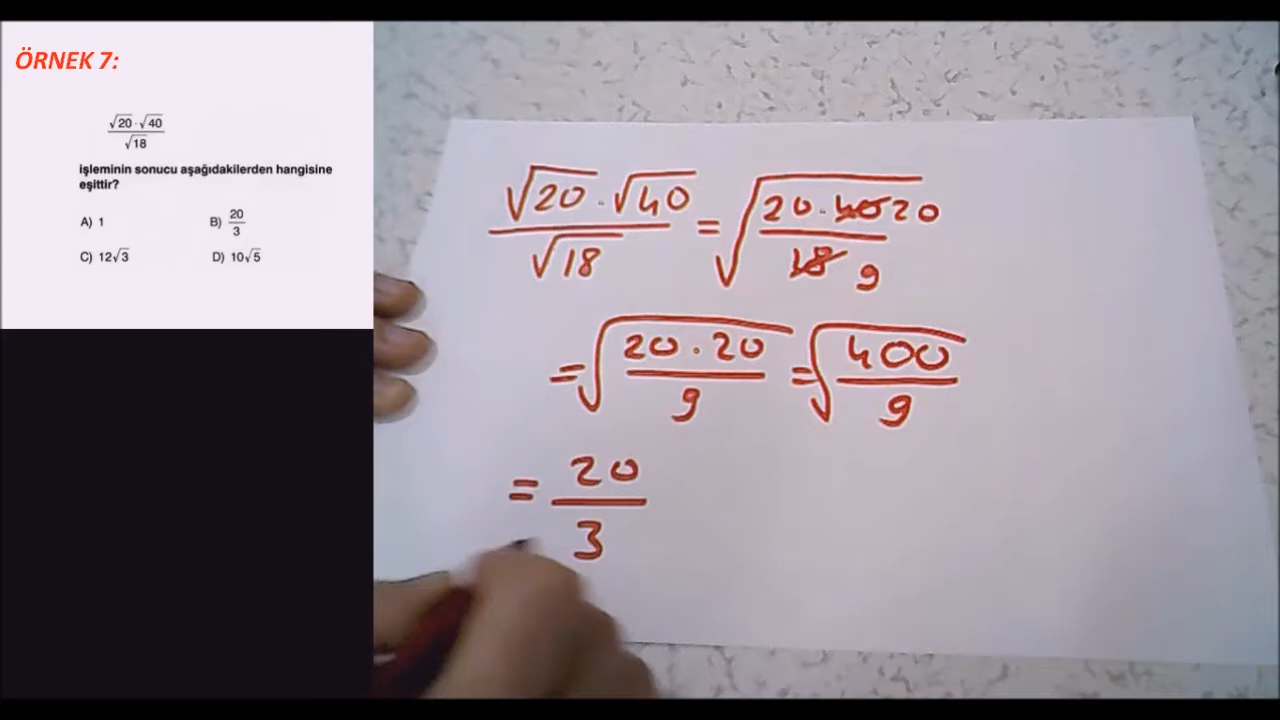 ÖRNEK 7:
√20 · √40
√18
işleminin sonucu aşağıdakilerden hangisine
eşittir?
A) 1 B) 20/3
C) 12√3 D) 10√5
√20 . √40 / √18 = √(20 . 40 20 / 18 9)
= √(20 . 20 / 9) = √(400 / 9)
= 20 / 3